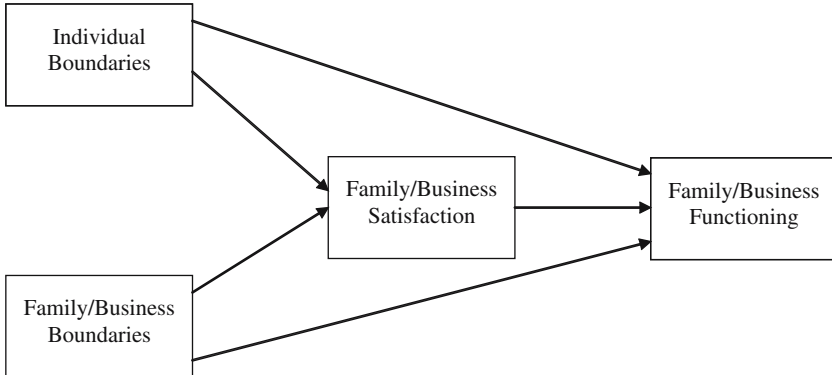 Individual
Boundaries
Family/Business
Satisfaction
Family/Business
Functioning
Family/Business
Boundaries